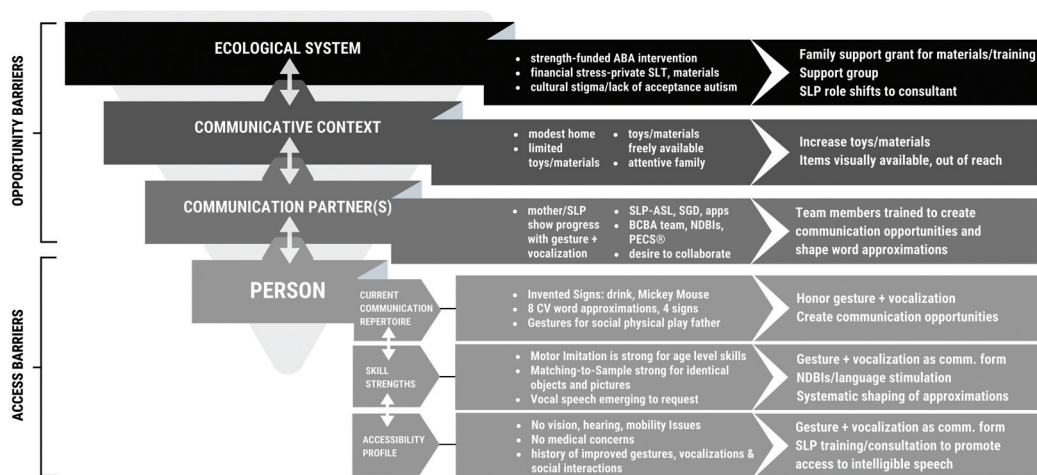 OPPORTUNITY BARRIERS
ECOLOGICAL SYSTEM
• strength-funded ABA intervention
• financial stress-private SLT, materials
• cultural stigma/lack of acceptance autism
Family support grant for materials/training
Support group
SLP role shifts to consultant
COMMUNICATIVE CONTEXT
• modest home
• limited
toys/materials
• toys/materials
freely available
• attentive family
Increase toys/materials
Items visually available, out of reach
COMMUNICATION PARTNER(S)
• mother/SLP
show progress
with gesture +
vocalization
• SLP-ASL, SGD, apps
• BCBA team, NDBIs,
PECS®
• desire to collaborate
Team members trained to create
communication opportunities and
shape word approximations
ACCESS BARRIERS
PERSON
CURRENT
COMMUNICATION
REPERTOIRE
• Invented Signs: drink, Mickey Mouse
• 8 CV word approximations, 4 signs
• Gestures for social physical play father
Honor gesture + vocalization
Create communication opportunities
SKILL
STRENGTHS
• Motor Imitation is strong for age level skills
• Matching-to-Sample strong for identical
objects and pictures
• Vocal speech emerging to request
Gesture + vocalization as comm. form
NDBIs/language stimulation
Systematic shaping of approximations
ACCESSIBILITY
PROFILE
• No vision, hearing, mobility Issues
• No medical concerns
• history of improved gestures, vocalizations &
social interactions
Gesture + vocalization as comm. form
SLP training/consultation to promote
access to intelligible speech